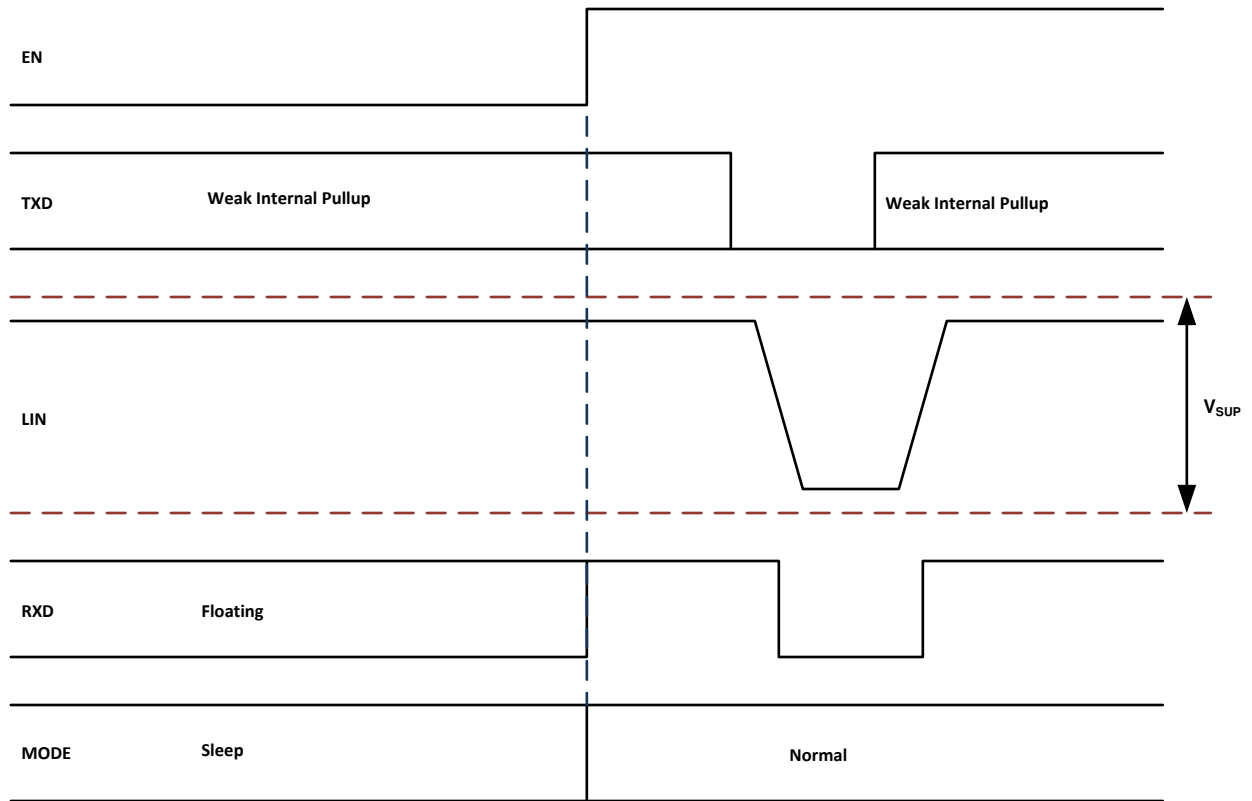 EN
TXD
Weak Internal Pullup
Weak Internal Pullup
LIN
VSUP
RXD
Floating
MODE
Sleep
Normal